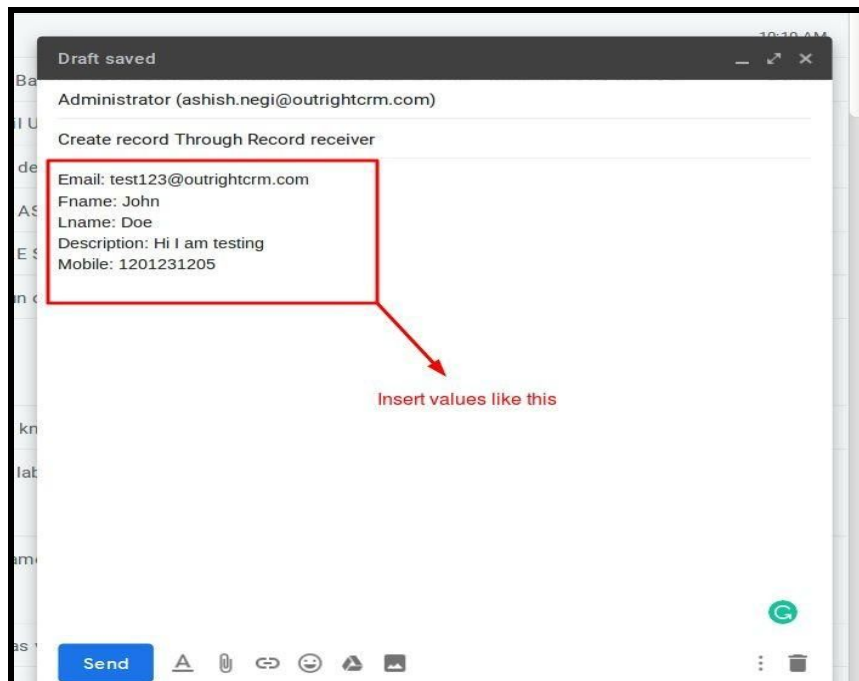 Draft saved
Administrator (ashish.negi@outrightcrm.com)
Create record Through Record receiver
Email: test123@outrightcrm.com
Fname: John
Lname: Doe
Description: Hi I am testing
Mobile: 1201231205
Insert values like this
Send